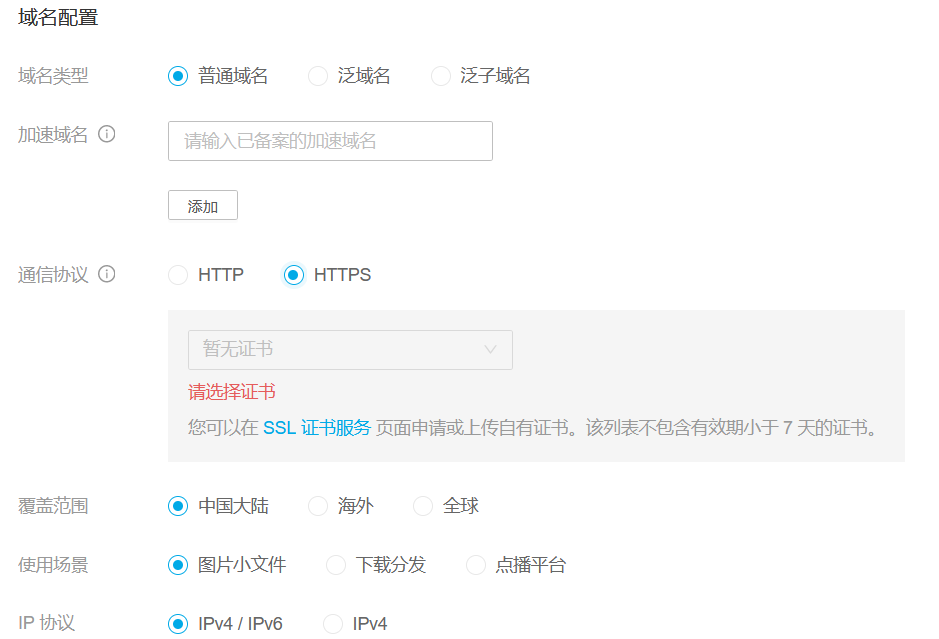 域名配置
域名类型 普通域名 泛域名 泛子域名
加速域名 请输入已备案的加速域名
添加
通信协议 HTTP HTTPS
暂无证书
请选择证书
您可以在 SSL 证书服务 页面申请或上传自有证书。该列表不包含有效期小于 7 天的证书。
覆盖范围 中国大陆 海外 全球
使用场景 图片小文件 下载分发 点播平台
IP 协议 IPv4 / IPv6 IPv4